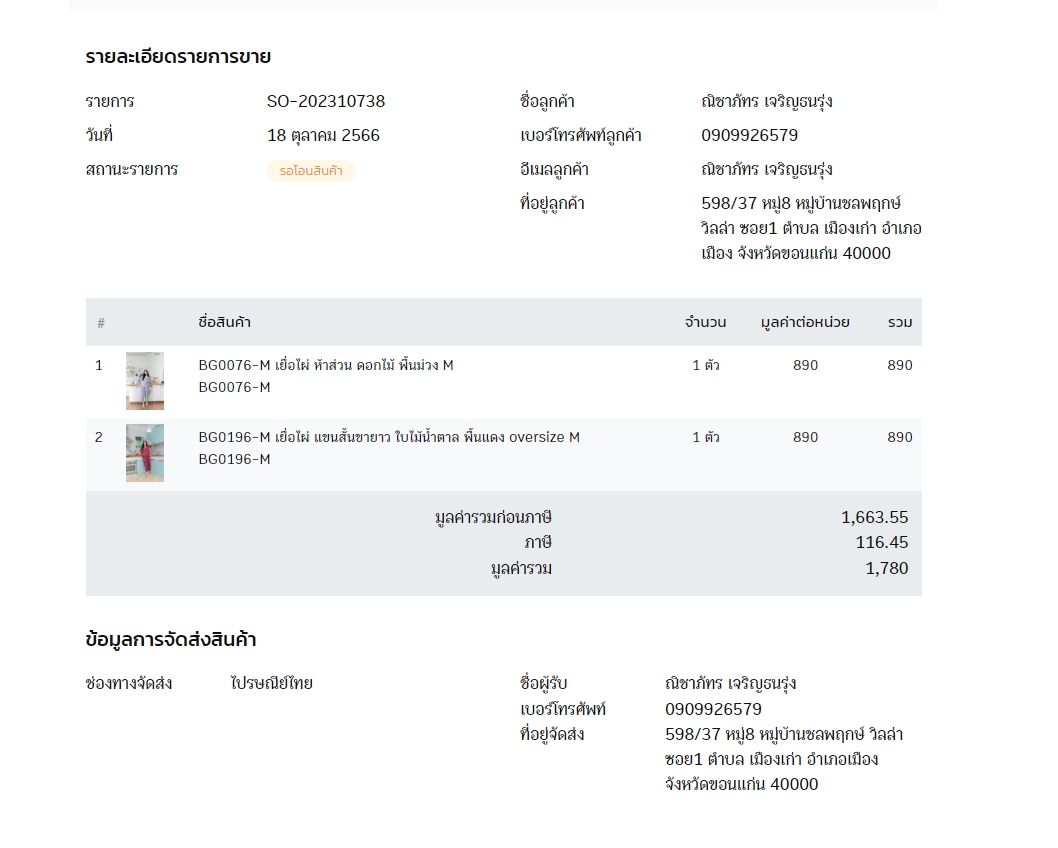 รายละเอียดรายการขาย
รายการ SO-202310738
วันที่ 18 ตุลาคม 2566
สถานะรายการ รอโอนสินค้า
ชื่อลูกค้า ณิชาภัทร เจริญธนรุ่ง
เบอร์โทรศัพท์ลูกค้า 0909926579
อีเมลลูกค้า ณิชาภัทร เจริญธนรุ่ง
ที่อยู่ลูกค้า 598/37 หมู่8 หมู่บ้านชลพฤกษ์
วิลล่า ซอย1 ตำบล เมืองเก่า อำเภอ
เมือง จังหวัดขอนแก่น 40000
# ชื่อสินค้า จำนวน มูลค่าต่อหน่วย รวม
1 BG0076-M เยื่อไผ่ ห้าส่วน ดอกไม้ พื้นม่วง M 1 ตัว 890 890
BG0076-M
2 BG0196-M เยื่อไผ่ แขนสั้นขายาว ใบไม้น้ำตาล พื้นแดง oversize M 1 ตัว 890 890
BG0196-M
มูลค่ารวมก่อนภาษี 1,663.55
ภาษี 116.45
มูลค่ารวม 1,780
ข้อมูลการจัดส่งสินค้า
ช่องทางจัดส่ง ไปรษณีย์ไทย
ชื่อผู้รับ ณิชาภัทร เจริญธนรุ่ง
เบอร์โทรศัพท์ 0909926579
ที่อยู่จัดส่ง 598/37 หมู่8 หมู่บ้านชลพฤกษ์ วิลล่า
ซอย1 ตำบล เมืองเก่า อำเภอเมือง
จังหวัดขอนแก่น 40000